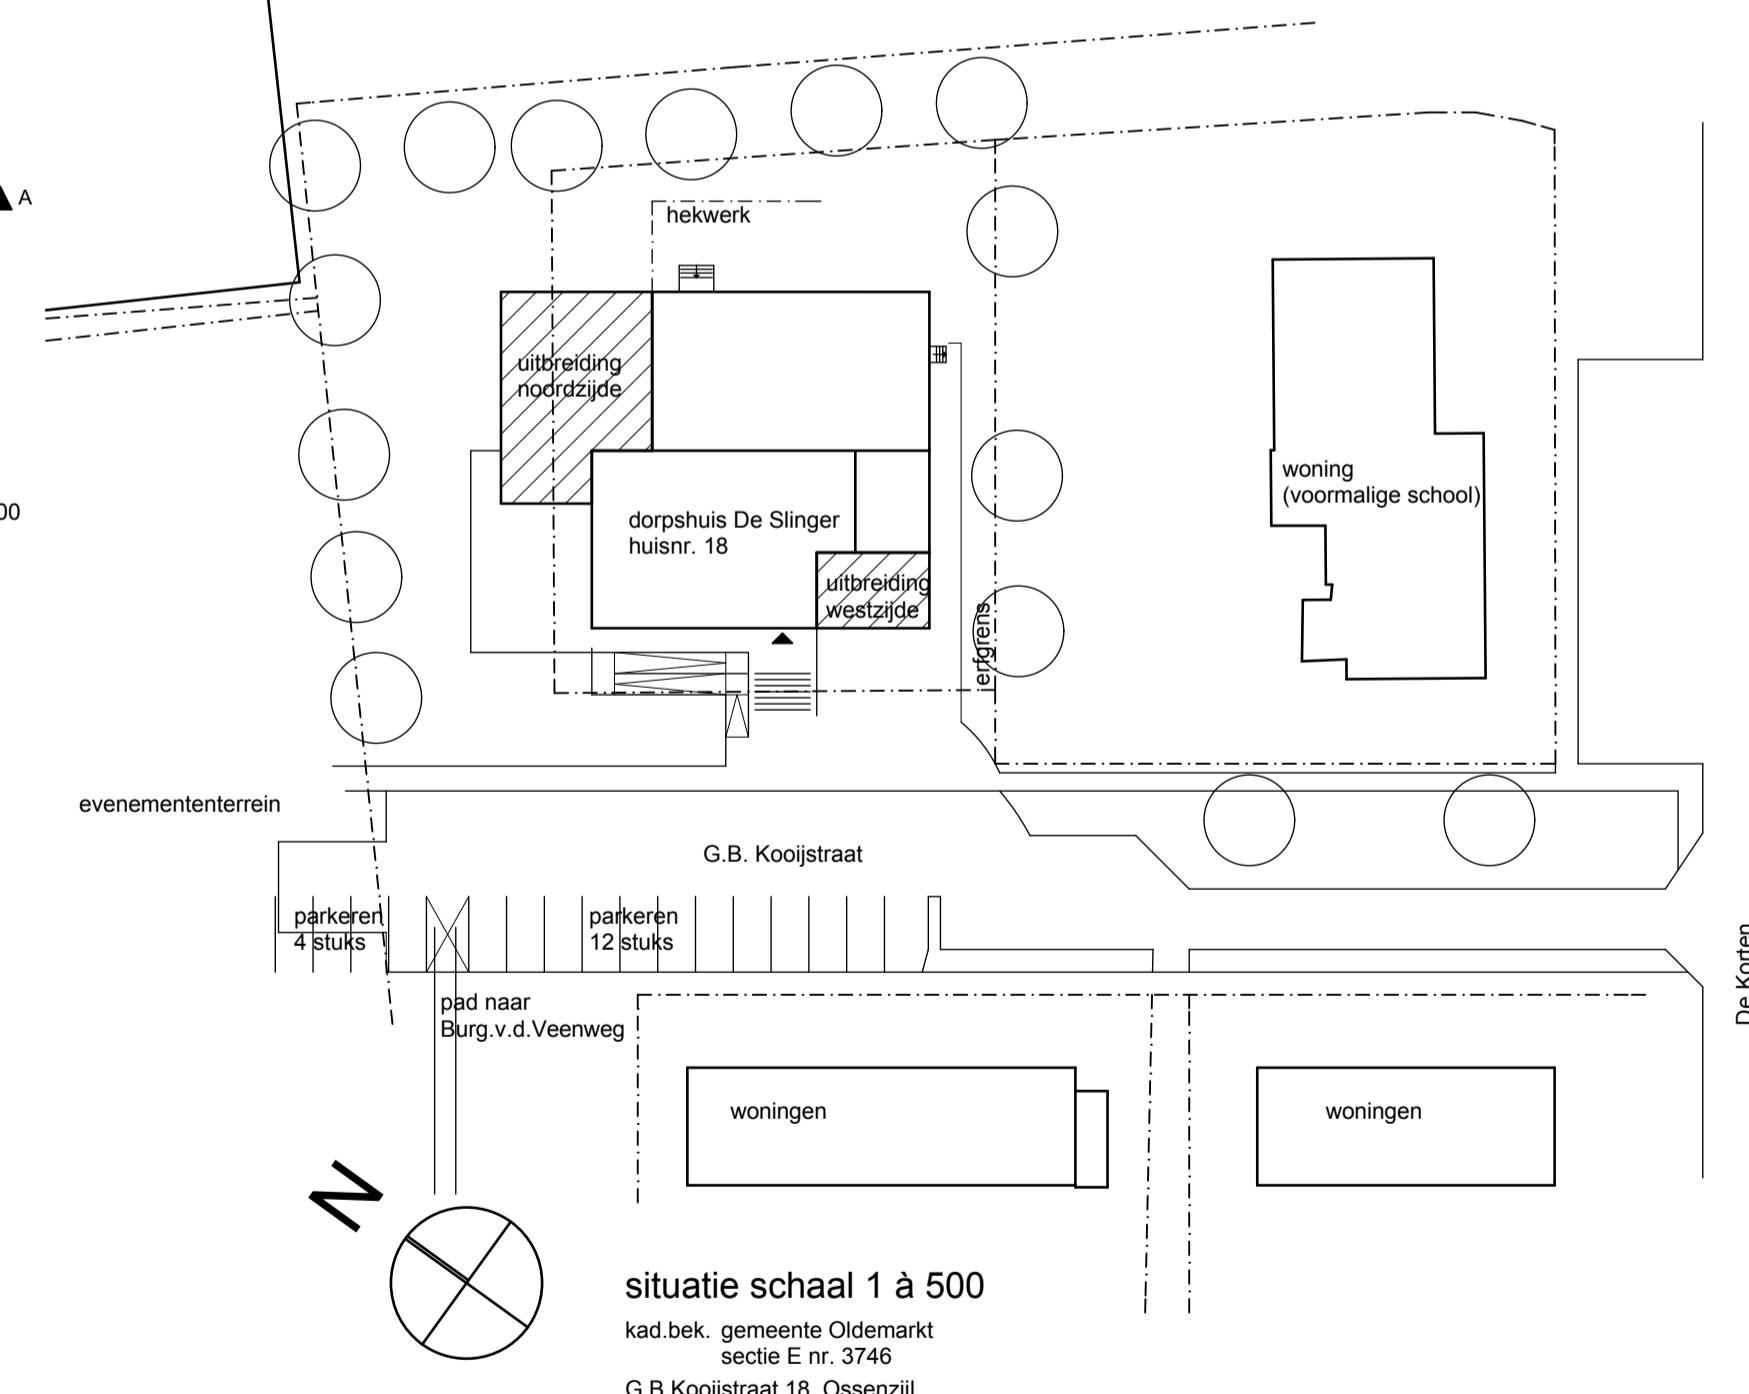 A
hekwerk
uitbreiding
noordzijde
woning
(voormalige school)
00
dorpshuis De Slinger
huisnr. 18
uitbreiding
westzijde
erfgrens
evenemententerrein
G.B. Kooijstraat
parkeren
4 stuks
parkeren
12 stuks
De Korten
pad naar
Burg.v.d.Veenweg
woningen
woningen
N
situatie schaal 1 à 500
kad.bek. gemeente Oldemarkt
sectie E nr. 3746
G.B.Kooijstraat 18, Ossenzijl